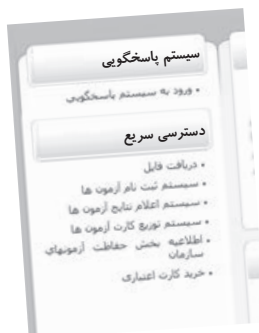 سیستم پاسخگویی
• ورود به سیستم پاسخگویی
دسترسی سریع
• دریافت فایل
• سیستم ثبت نام آزمون ها
• سیستم اعلام نتایج آزمون ها
• سیستم توزیع کارت آزمون ها
• اطلاعیه بخش حفاظت آزمونهای
سازمان
• خرید کارت اعتباری